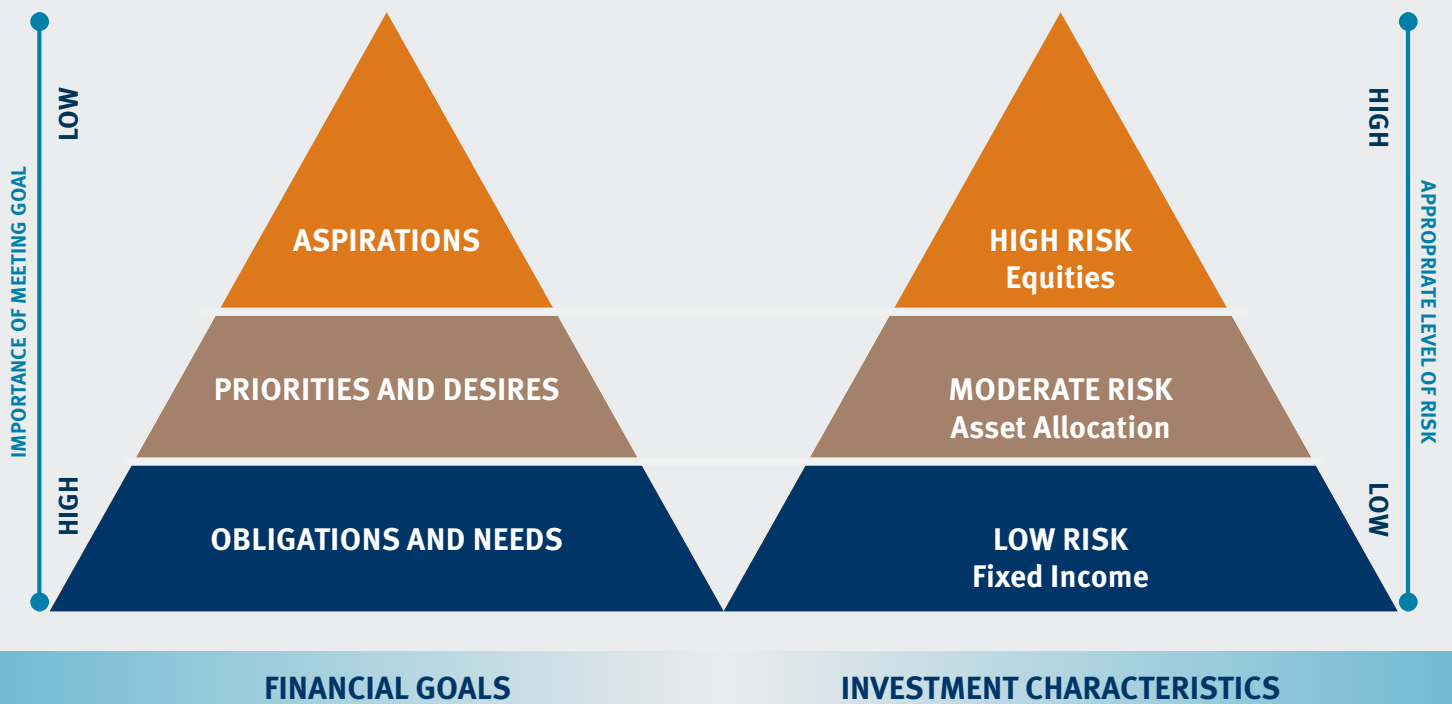 IMPORTANCE OF MEETING GOAL
LOW
HIGH
ASPIRATIONS
PRIORITIES AND DESIRES
OBLIGATIONS AND NEEDS
HIGH RISK
Equities
MODERATE RISK
Asset Allocation
LOW RISK
Fixed Income
HIGH
LOW
APPROPRIATE LEVEL OF RISK
FINANCIAL GOALS
INVESTMENT CHARACTERISTICS